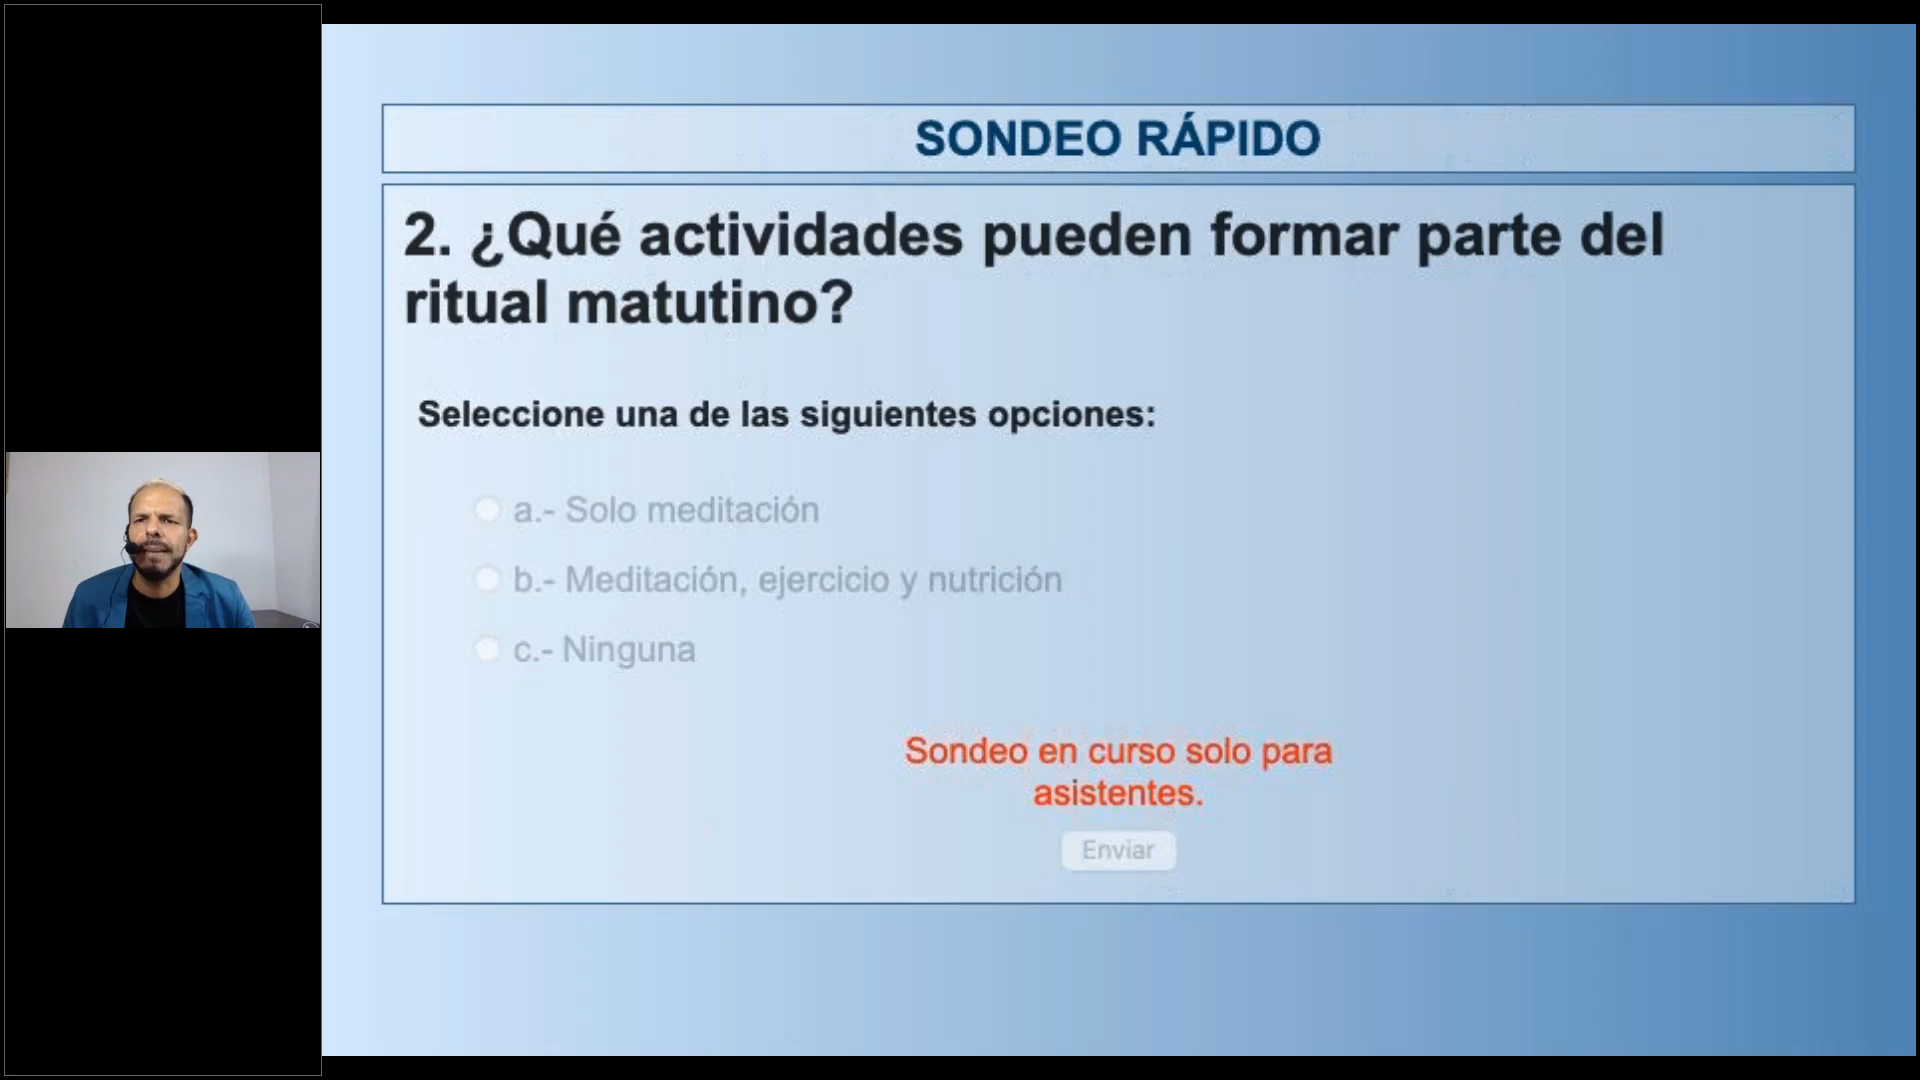 SONDEO RÁPIDO
2. ¿Qué actividades pueden formar parte del
ritual matutino?
Seleccione una de las siguientes opciones:
a.- Solo meditación
b.- Meditación, ejercicio y nutrición
c.- Ninguna
Sondeo en curso solo para
asistentes.
Enviar